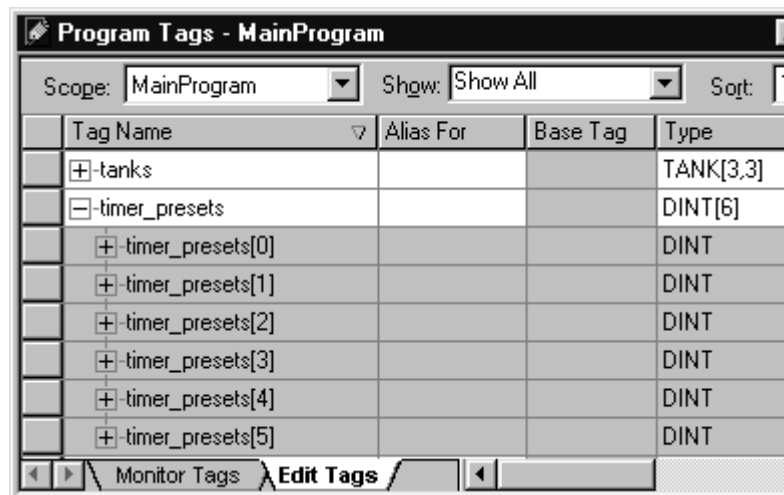 Program Tags - MainProgram
Scope: MainProgram Show: Show All Sort:
Tag Name Alias For Base Tag Type
tanks TANK[3,3]
timer_presets DINT[6]
timer_presets[0] DINT
timer_presets[1] DINT
timer_presets[2] DINT
timer_presets[3] DINT
timer_presets[4] DINT
timer_presets[5] DINT
Monitor Tags Edit Tags